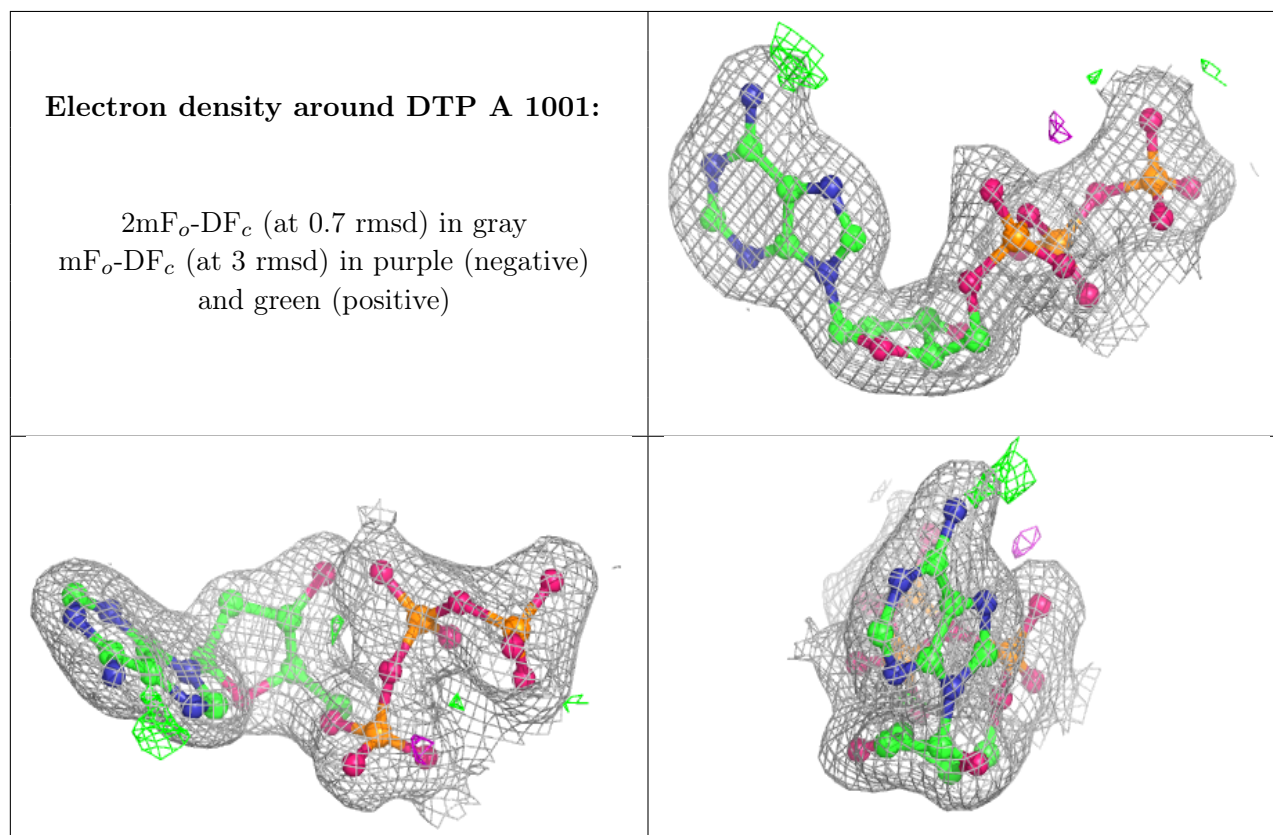 Electron density around DTP A 1001:
2mFo-DFc (at 0.7 rmsd) in gray
mFo-DFc (at 3 rmsd) in purple (negative)
and green (positive)